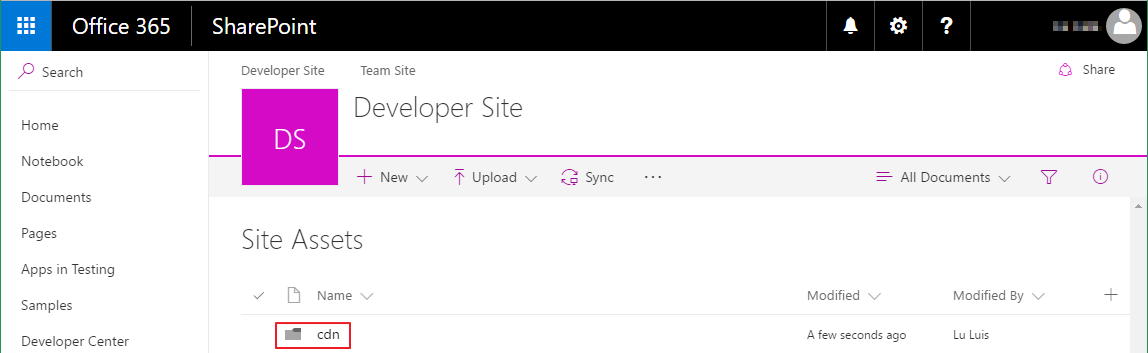 Office 365 SharePoint ?
Search
Developer Site Team Site Share
DS
Developer Site
New Upload Sync ... All Documents
Home
Notebook
Documents
Pages
Apps in Testing
Samples
Developer Center
Site Assets
Name Modified Modified By
cdn A few seconds ago Lu Luis